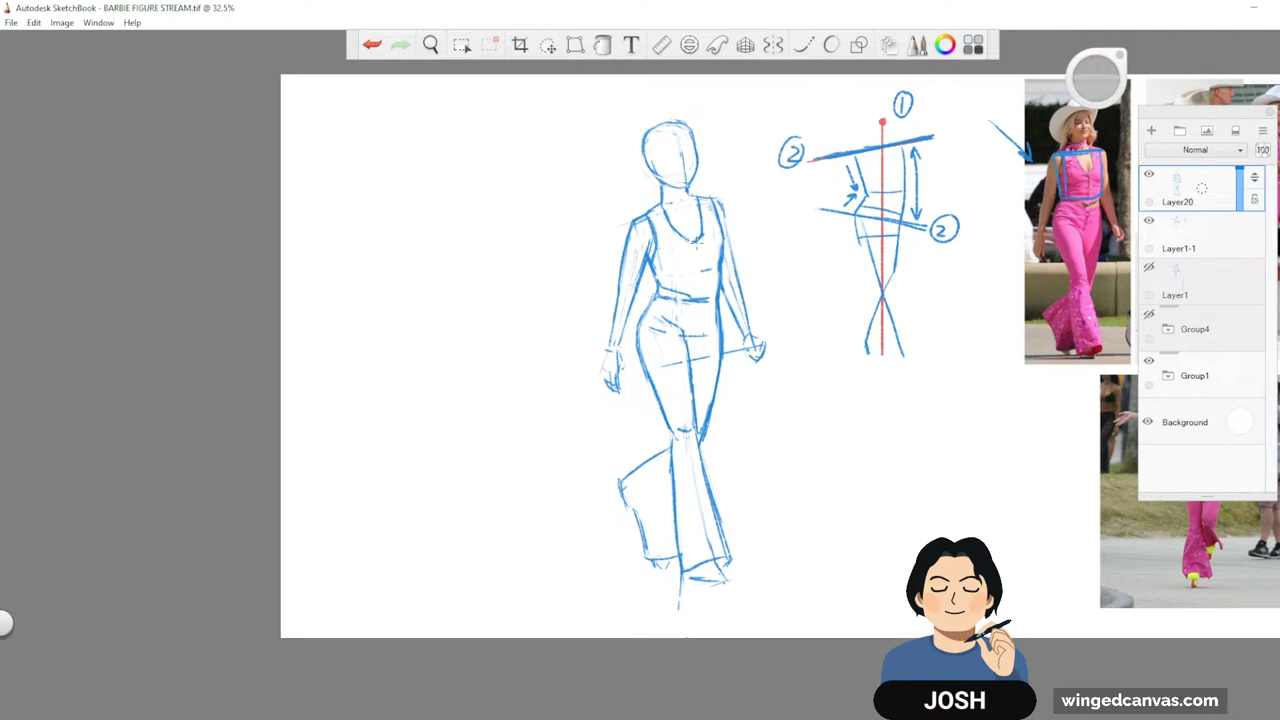 Autodesk SketchBook - BARBIE FIGURE STREAM.tif @ 32.5%
File Edit Image Window Help
T
1
2
2
Normal
100
Layer20
Layer1-1
Layer1
Group4
Group1
Background
JOSH
wingedcanvas.com